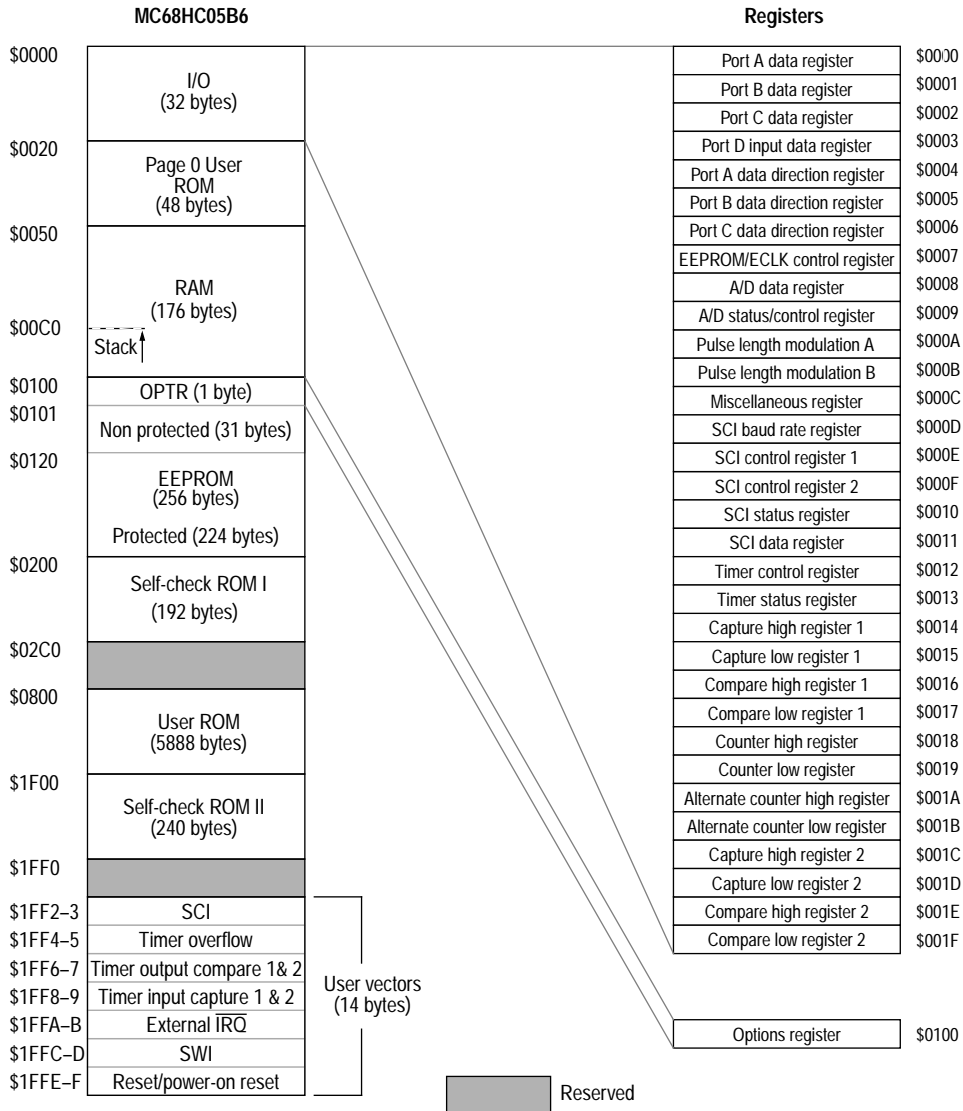 MC68HC05B6
$0000
I/O
(32 bytes)
$0020
Page 0 User
ROM
(48 bytes)
$0050
RAM
(176 bytes)
$00C0
Stack
$0100
OPTR (1 byte)
$0101
Non protected (31 bytes)
$0120
EEPROM
(256 bytes)
Protected (224 bytes)
$0200
Self-check ROM I
(192 bytes)
$02C0
$0800
User ROM
(5888 bytes)
$1F00
Self-check ROM II
(240 bytes)
$1FF0
$1FF2–3 SCI
$1FF4–5 Timer overflow
$1FF6–7 Timer output compare 1& 2
$1FF8–9 Timer input capture 1 & 2
$1FFA–B External IRQ
$1FFC–D SWI
$1FFE–F Reset/power-on reset
User vectors
(14 bytes)
Registers
Port A data register $0000
Port B data register $0001
Port C data register $0002
Port D input data register $0003
Port A data direction register $0004
Port B data direction register $0005
Port C data direction register $0006
EEPROM/ECLK control register $0007
A/D data register $0008
A/D status/control register $0009
Pulse length modulation A $000A
Pulse length modulation B $000B
Miscellaneous register $000C
SCI baud rate register $000D
SCI control register 1 $000E
SCI control register 2 $000F
SCI status register $0010
SCI data register $0011
Timer control register $0012
Timer status register $0013
Capture high register 1 $0014
Capture low register 1 $0015
Compare high register 1 $0016
Compare low register 1 $0017
Counter high register $0018
Counter low register $0019
Alternate counter high register $001A
Alternate counter low register $001B
Capture high register 2 $001C
Capture low register 2 $001D
Compare high register 2 $001E
Compare low register 2 $001F
Options register $0100
Reserved